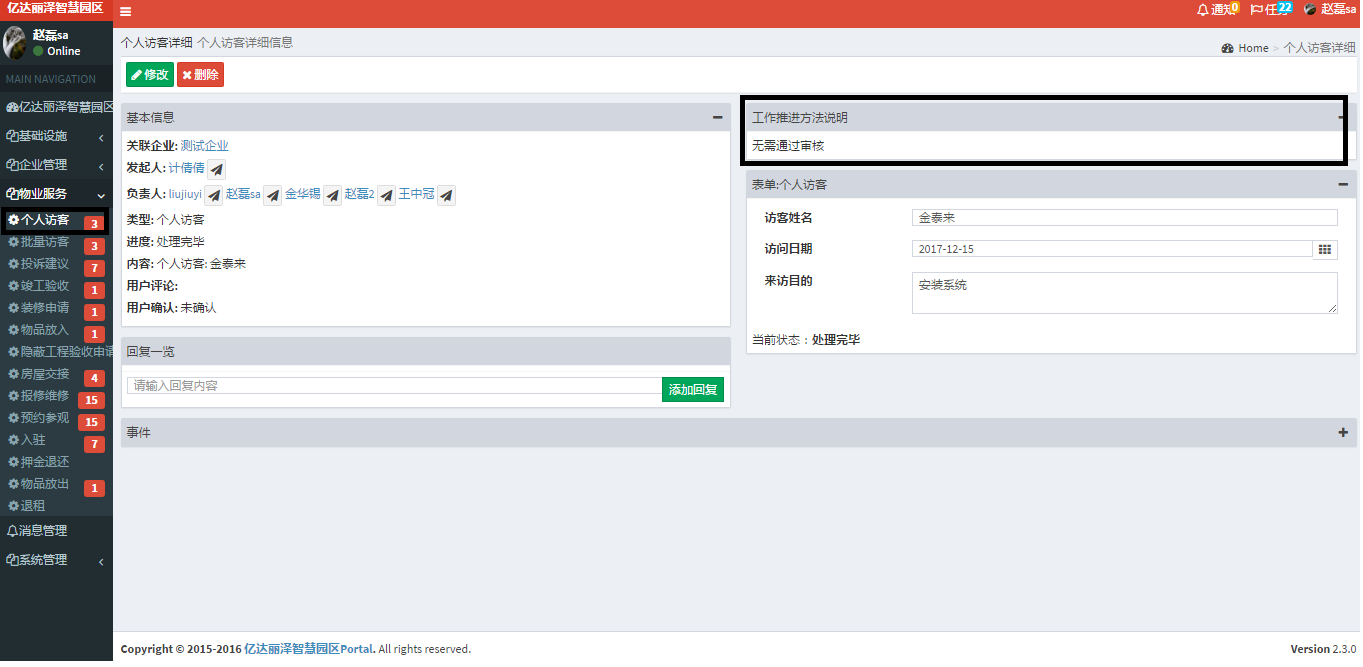 亿达丽泽智慧园区
通知 0
任务 22
赵磊sa
赵磊sa
Online
MAIN NAVIGATION
亿达丽泽智慧园区
基础设施
企业管理
物业服务
个人访客 3
批量访客 3
投诉建议 7
竣工验收 1
装修申请 1
物品放入 1
隐蔽工程验收申请
房屋交接 4
报修维修 15
预约参观 15
入驻 7
押金退还
物品放出 1
退租
消息管理
系统管理
个人访客详细 个人访客详细信息
Home > 个人访客详细
修改 删除
基本信息
关联企业: 测试企业
发起人: 计倩倩
负责人: liujiuyi 赵磊sa 金华锡 赵磊2 王中冠
类型: 个人访客
进度: 处理完毕
内容: 个人访客: 金泰来
用户评论:
用户确认: 未确认
回复一览
请输入回复内容 添加回复
工作推进方法说明
无需通过审核
表单:个人访客
访客姓名 金泰来
访问日期 2017-12-15
来访目的 安装系统
当前状态：处理完毕
事件
Copyright © 2015-2016 亿达丽泽智慧园区Portal. All rights reserved.
Version 2.3.0